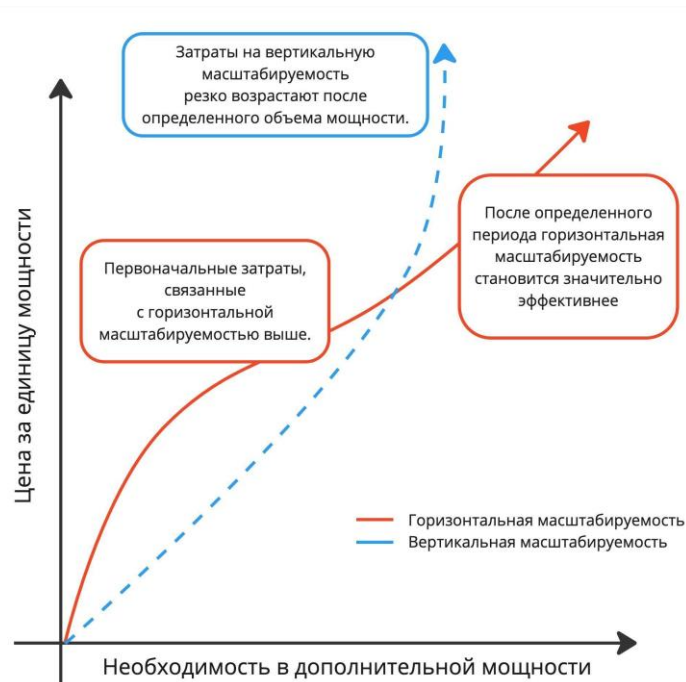 Затраты на вертикальную
масштабируемость
резко возрастают после
определенного объема мощности.
После определенного
периода горизонтальная
масштабируемость
становится значительно
эффективнее
Первоначальные затраты,
связанные
с горизонтальной
масштабируемостью выше.
Цена за единицу мощности
Горизонтальная масштабируемость
Вертикальная масштабируемость
Необходимость в дополнительной мощности